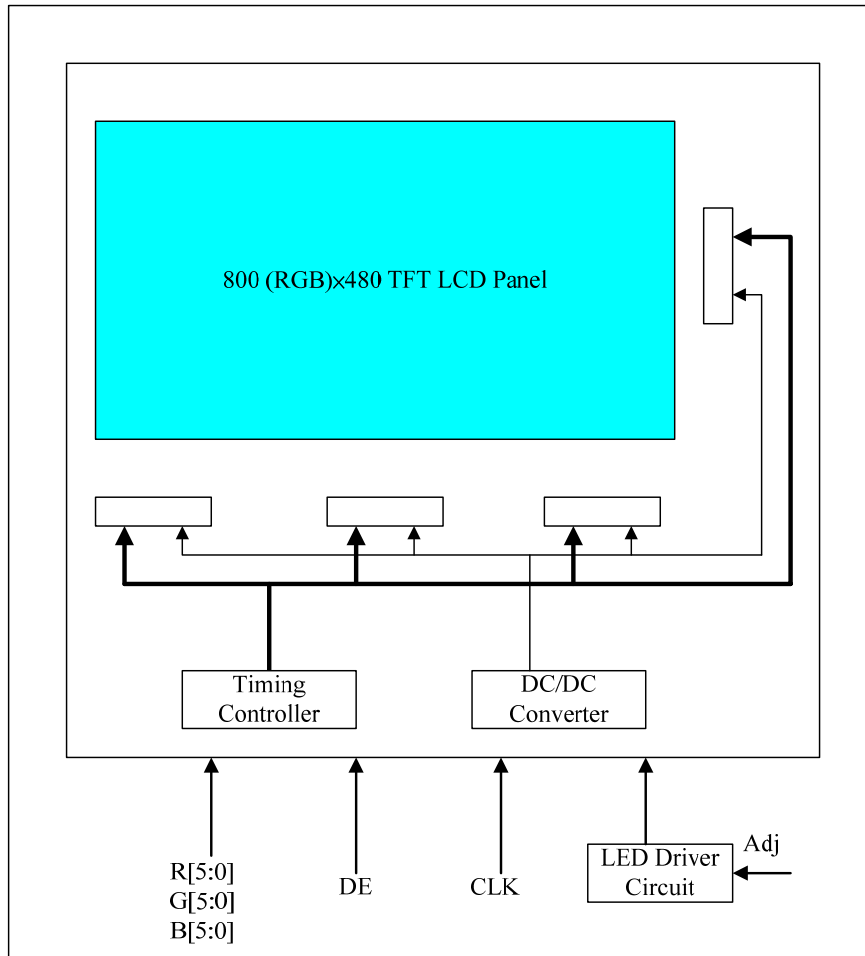 800 (RGB)×480 TFT LCD Panel
Timing
Controller
DC/DC
Converter
R[5:0]
G[5:0]
B[5:0]
DE
CLK
LED Driver
Circuit
Adj